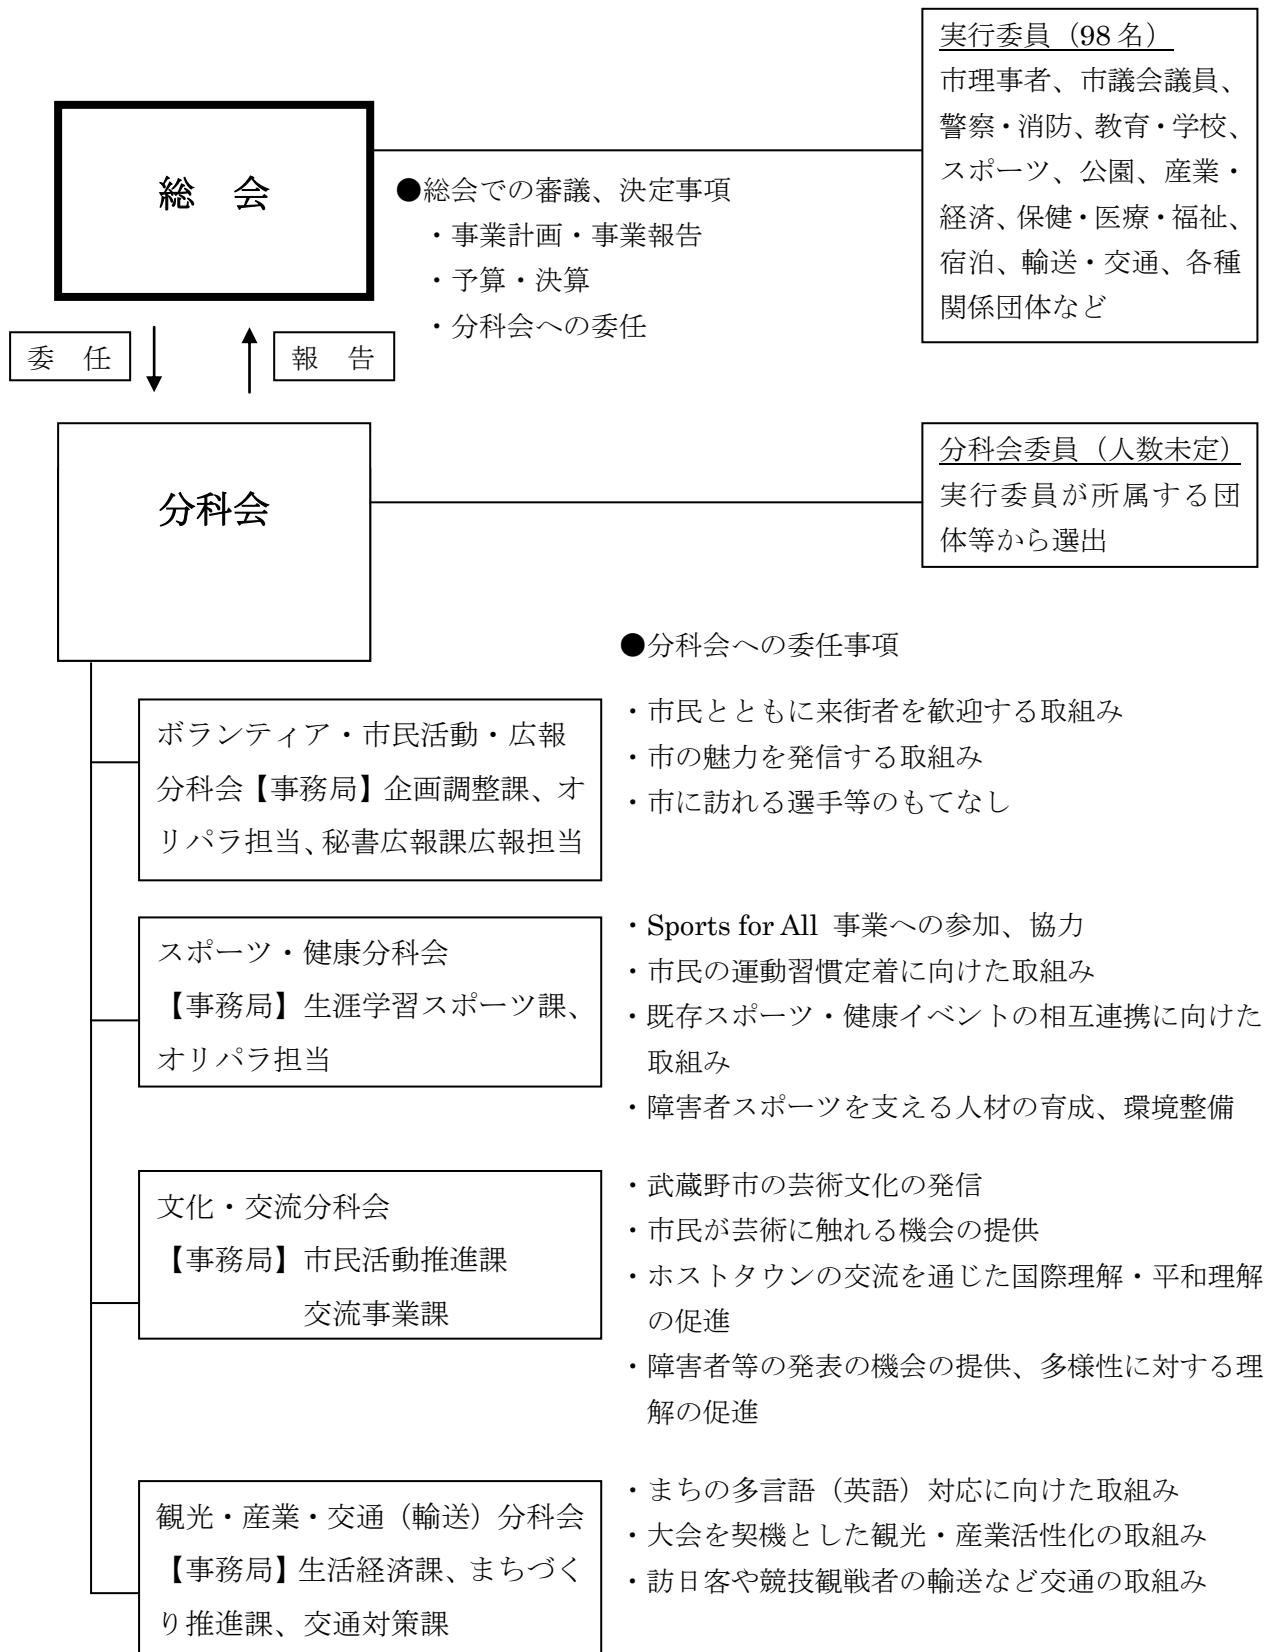 実行委員（98名）
市理事者、市議会議員、
警察・消防、教育・学校、
スポーツ、公園、産業・
経済、保健・医療・福祉、
宿泊、輸送・交通、各種
関係団体など
総　会
●総会での審議、決定事項
・事業計画・事業報告
・予算・決算
・分科会への委任
委　任
報　告
分科会
分科会委員（人数未定）
実行委員が所属する団
体等から選出
●分科会への委任事項
ボランティア・市民活動・広報
分科会【事務局】企画調整課、オ
リパラ担当、秘書広報課広報担当
・市民とともに来街者を歓迎する取組み
・市の魅力を発信する取組み
・市に訪れる選手等のもてなし
スポーツ・健康分科会
【事務局】生涯学習スポーツ課、
オリパラ担当
・Sports for All 事業への参加、協力
・市民の運動習慣定着に向けた取組み
・既存スポーツ・健康イベントの相互連携に向けた
取組み
・障害者スポーツを支える人材の育成、環境整備
文化・交流分科会
【事務局】市民活動推進課
交流事業課
・武蔵野市の芸術文化の発信
・市民が芸術に触れる機会の提供
・ホストタウンの交流を通じた国際理解・平和理解
の促進
・障害者等の発表の機会の提供、多様性に対する理
解の促進
観光・産業・交通（輸送）分科会
【事務局】生活経済課、まちづく
り推進課、交通対策課
・まちの多言語（英語）対応に向けた取組み
・大会を契機とした観光・産業活性化の取組み
・訪日客や競技観戦者の輸送など交通の取組み